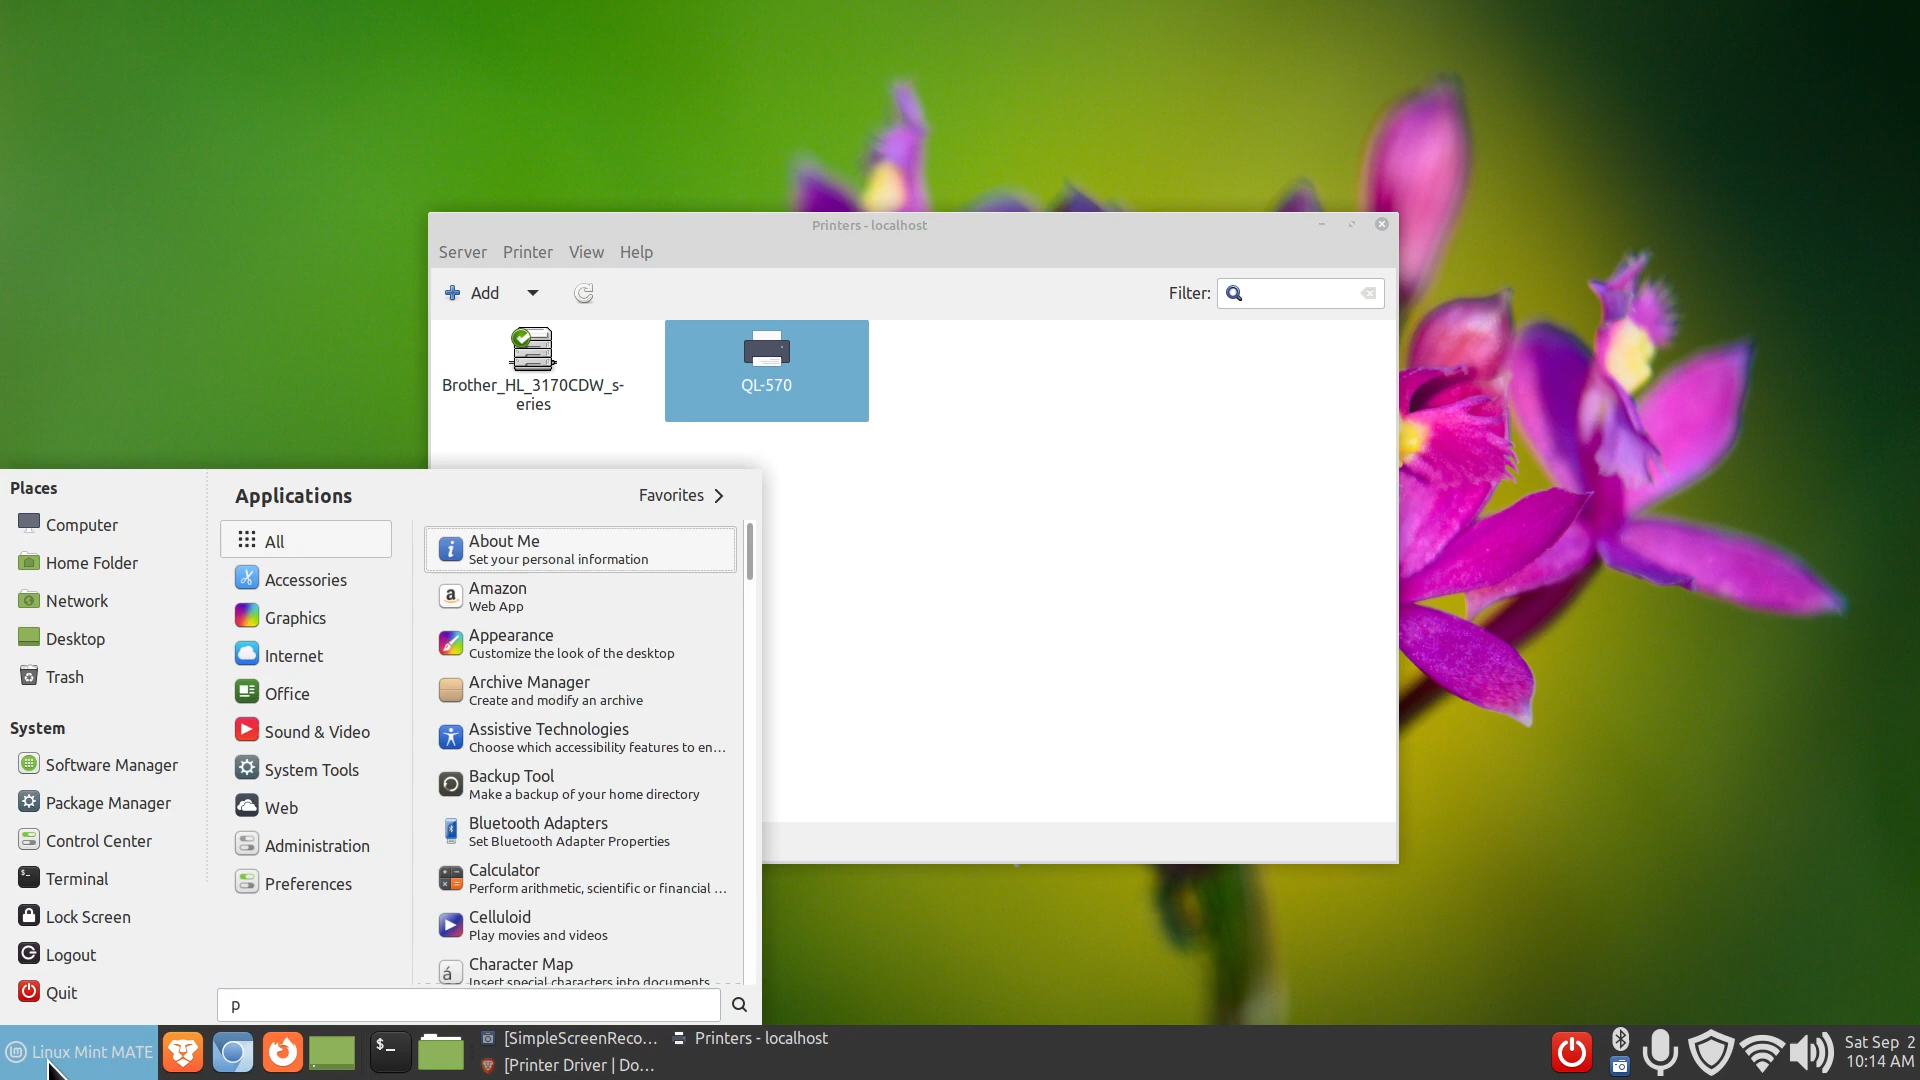 Printers - localhost
Server Printer View Help
Add
Filter:
Brother_HL_3170CDW_s-
eries
QL-570
Places
Computer
Home Folder
Network
Desktop
Trash
System
Software Manager
Package Manager
Control Center
Terminal
Lock Screen
Logout
Quit
Applications
Favorites
All
Accessories
Graphics
Internet
Office
Sound & Video
System Tools
Web
Administration
Preferences
About Me
Set your personal information
Amazon
Web App
Appearance
Customize the look of the desktop
Archive Manager
Create and modify an archive
Assistive Technologies
Choose which accessibility features to en...
Backup Tool
Make a backup of your home directory
Bluetooth Adapters
Set Bluetooth Adapter Properties
Calculator
Perform arithmetic, scientific or financial ...
Celluloid
Play movies and videos
Character Map
Insert special characters into documents
p
Linux Mint MATE
[SimpleScreenReco...
Printers - localhost
[Printer Driver | Do...
Sat Sep 2
10:14 AM